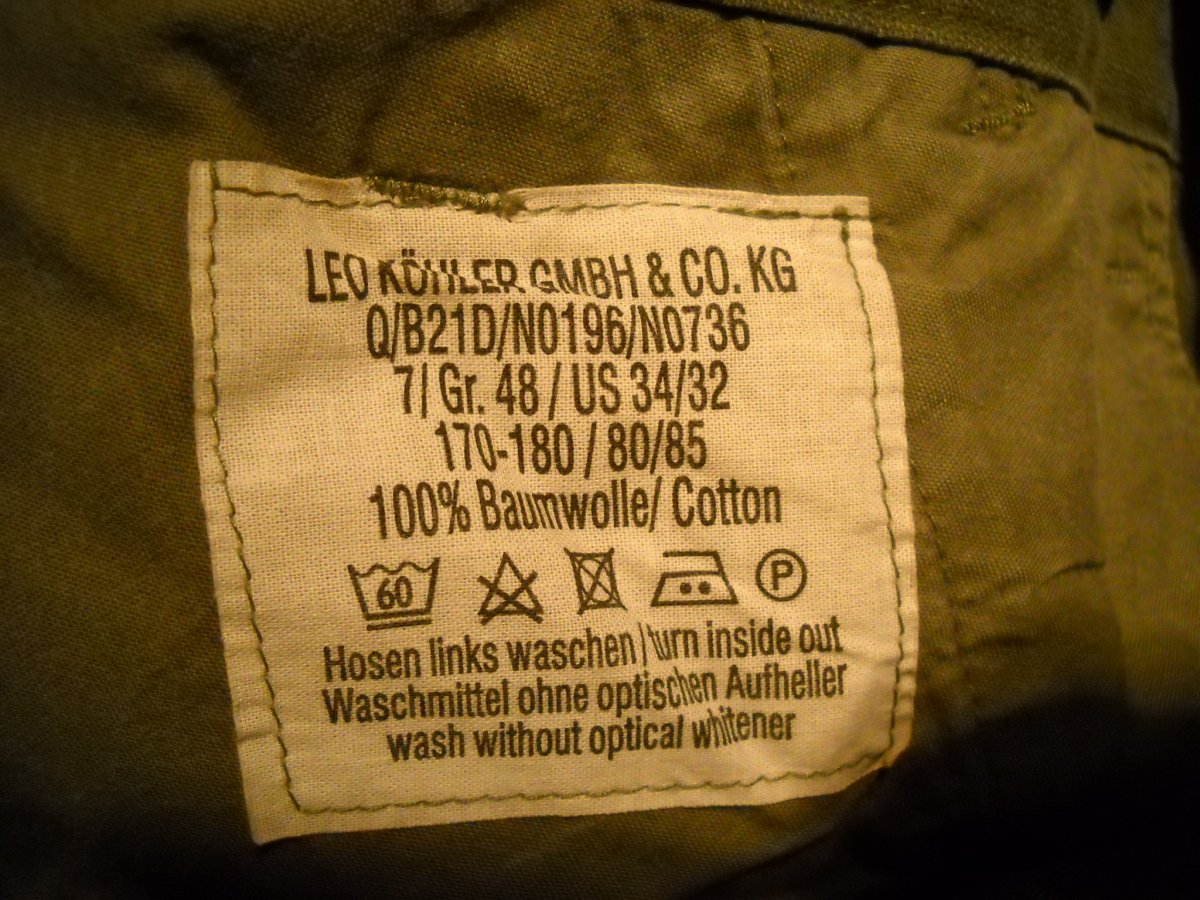 LEO KÖHLER GMBH & CO. KG
Q/B21D/N0196/N0736
7/ Gr. 48 / US 34/32
170-180 / 80/85
100% Baumwolle/ Cotton
60 P
Hosen links waschen / turn inside out
Waschmittel ohne optischen Aufheller
wash without optical whitener